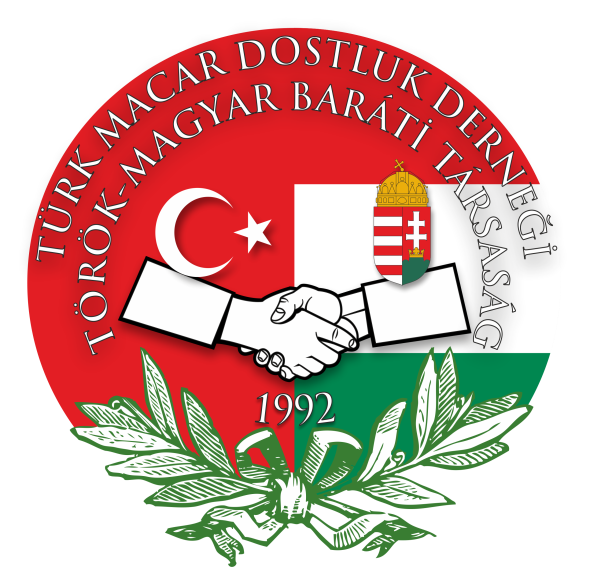 TÜRK MACAR DOSTLUK DERNEĞİ
TÖRÖK-MAGYAR BARÁTİ TÁRSASÁG
1992